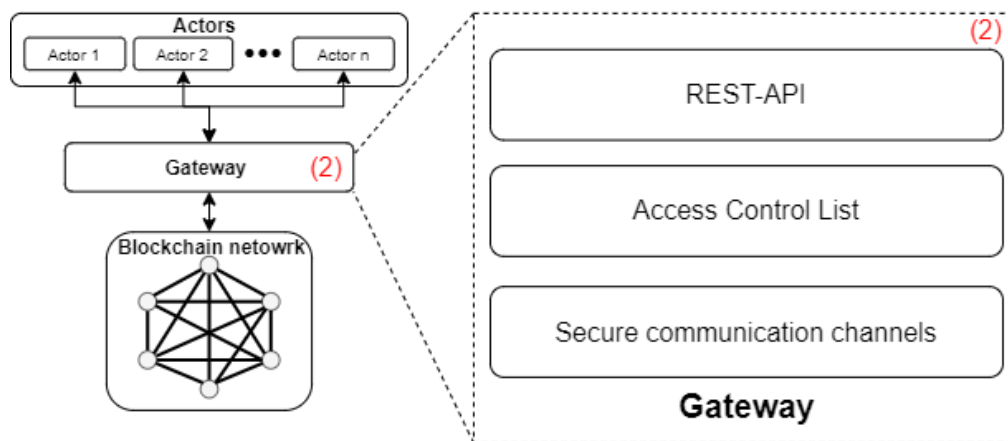 Actors
Actor 1
Actor 2
Actor n
Gateway
(2)
Blockchain netowrk
(2)
REST-API
Access Control List
Secure communication channels
Gateway